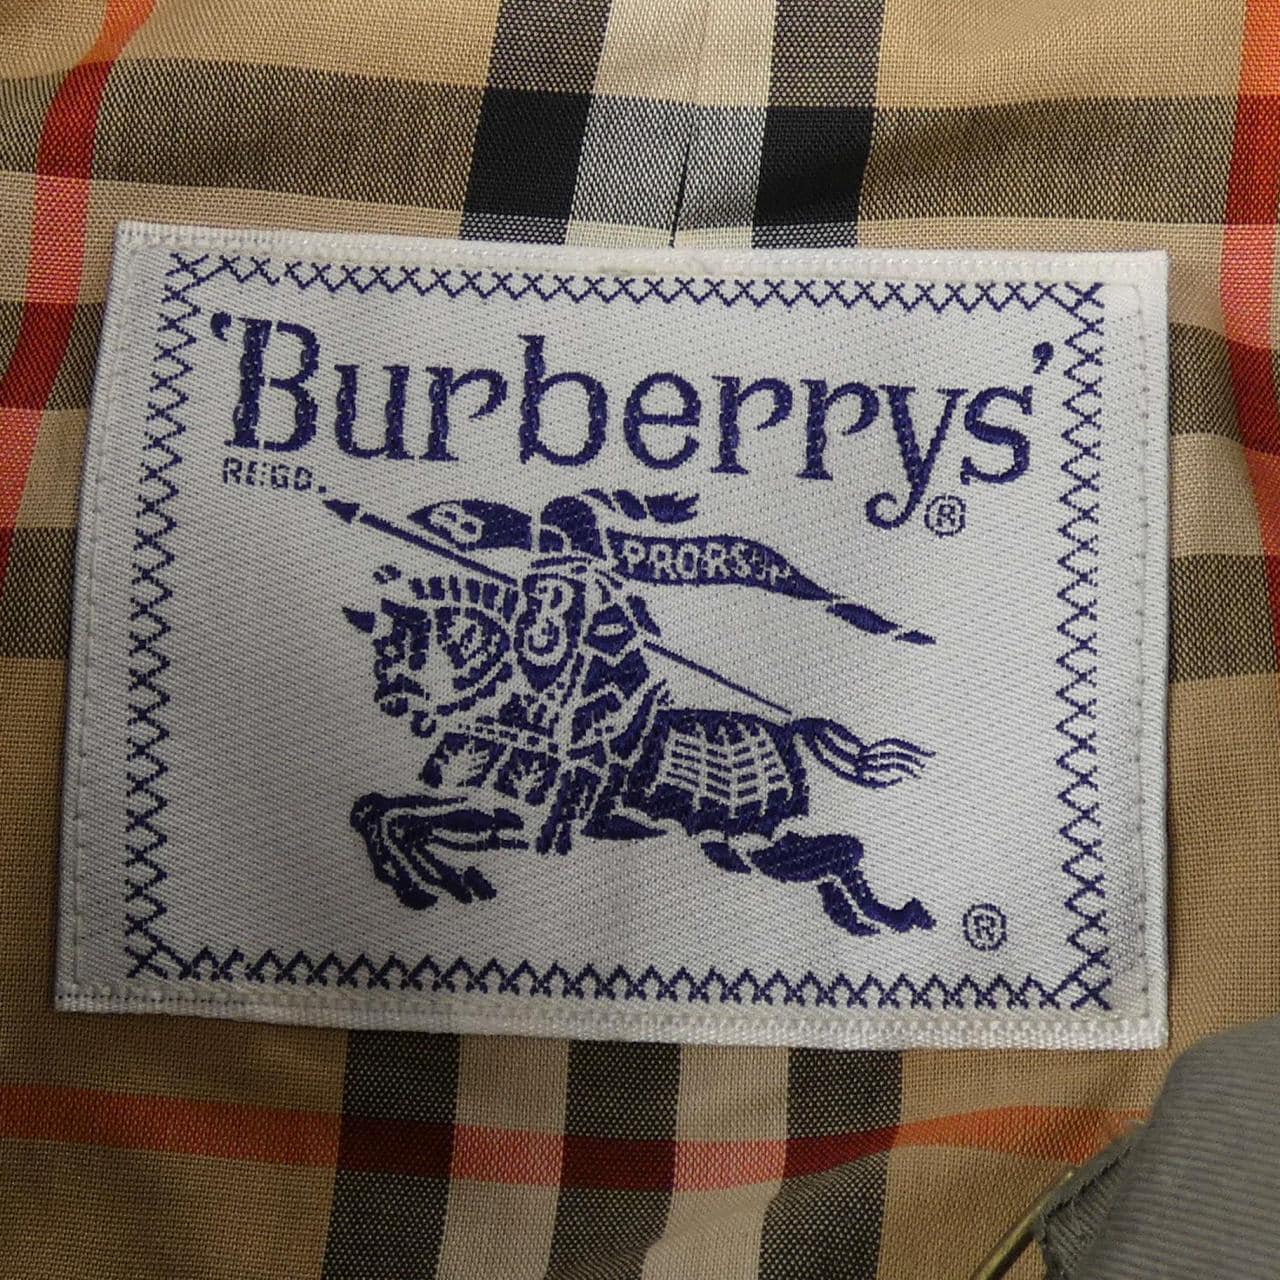 'Burberrys'
REGD. ®
B PRORSUM
B
®